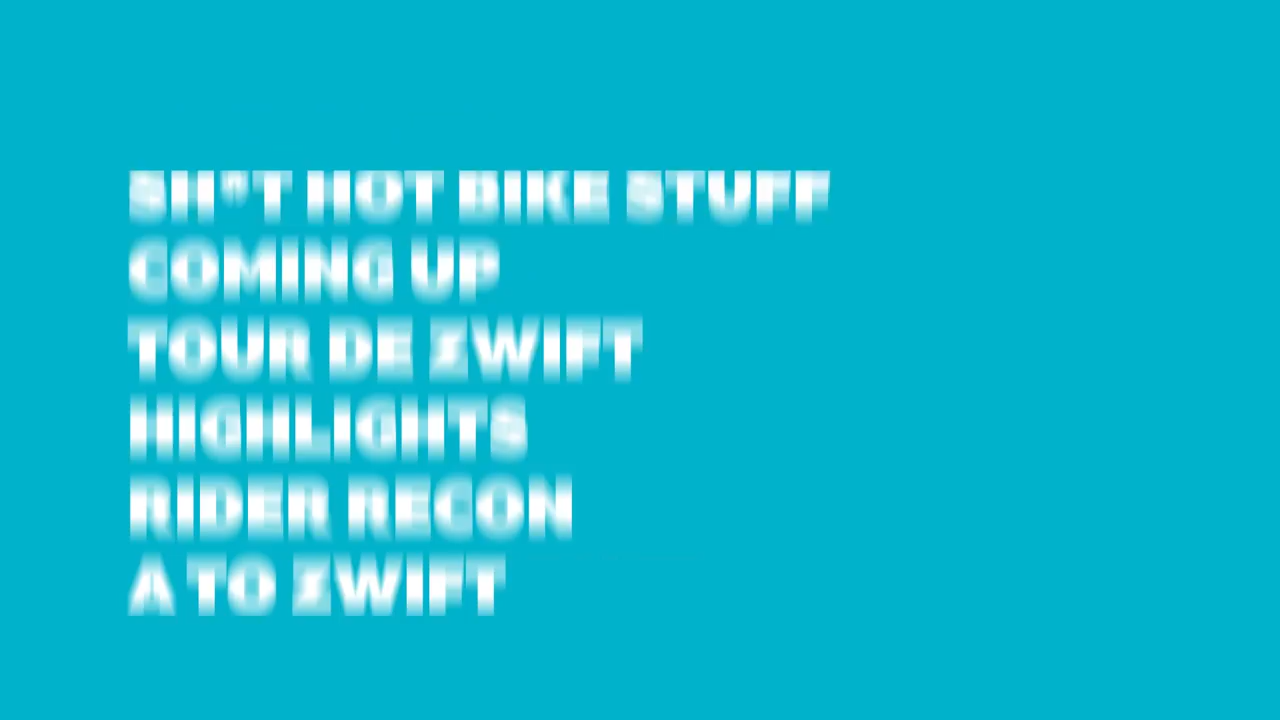 SH*T HOT BIKE STUFF
COMING UP
TOUR DE ZWIFT
HIGHLIGHTS
RIDER RECON
A TO ZWIFT